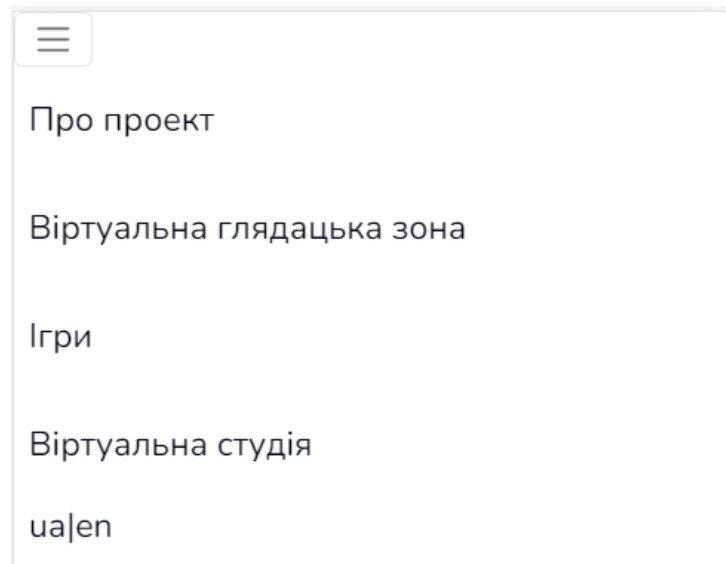 Про проект
Віртуальна глядацька зона
Ігри
Віртуальна студія
ua|en